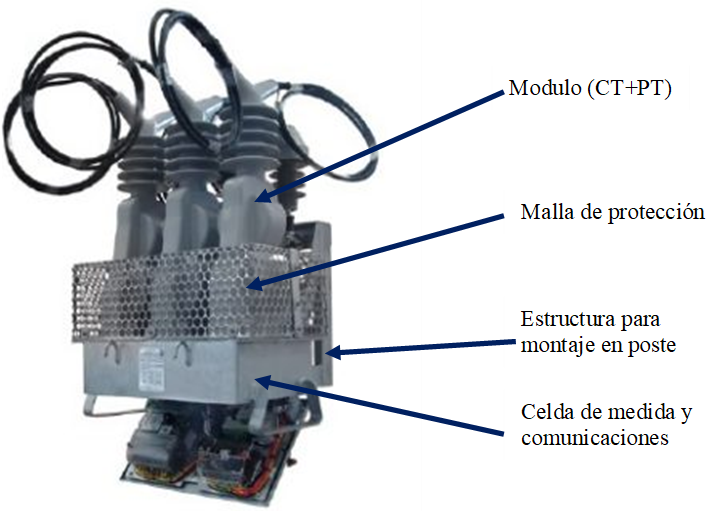 Modulo (CT+PT)
Malla de protección
Estructura para
montaje en poste
Celda de medida y
comunicaciones